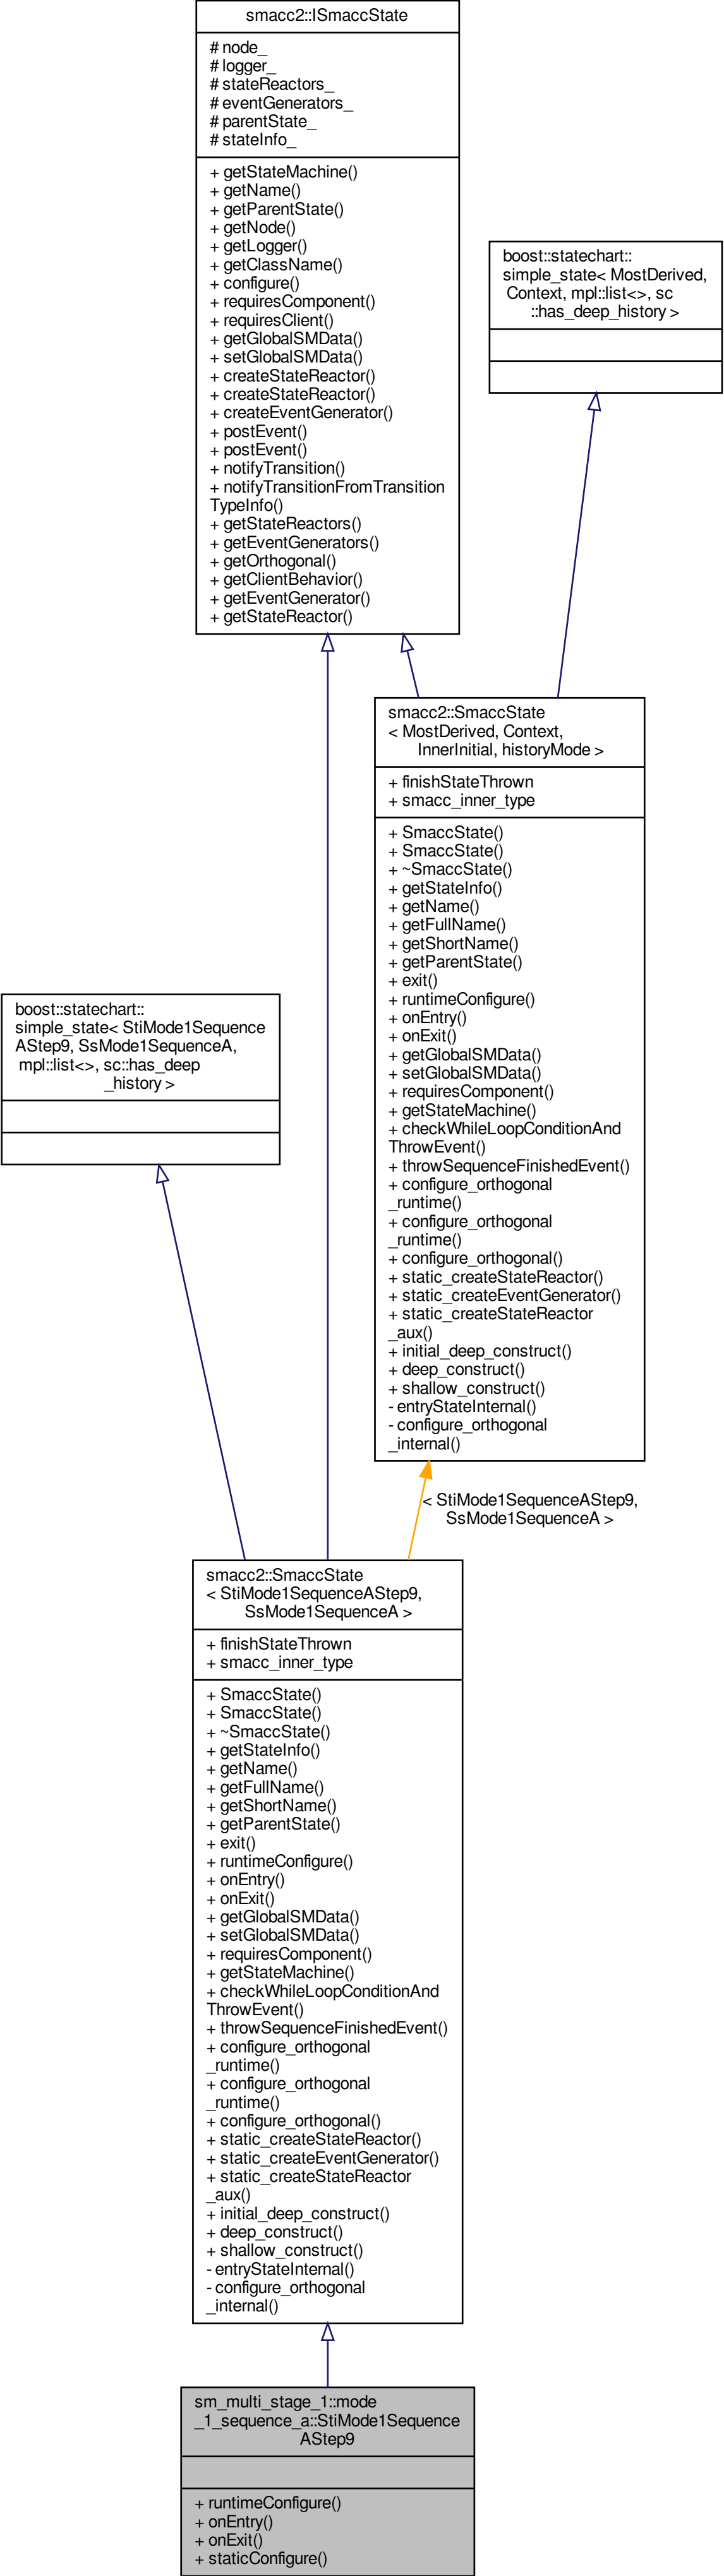 smacc2::ISmaccState
# node_
# logger_
# stateReactors_
# eventGenerators_
# parentState_
# stateInfo_
+ getStateMachine()
+ getName()
+ getParentState()
+ getNode()
+ getLogger()
+ getClassName()
+ configure()
+ requiresComponent()
+ requiresClient()
+ getGlobalSMData()
+ setGlobalSMData()
+ createStateReactor()
+ createStateReactor()
+ createEventGenerator()
+ postEvent()
+ postEvent()
+ notifyTransition()
+ notifyTransitionFromTransition
TypeInfo()
+ getStateReactors()
+ getEventGenerators()
+ getOrthogonal()
+ getClientBehavior()
+ getEventGenerator()
+ getStateReactor()
boost::statechart::
simple_state< MostDerived,
Context, mpl::list<>, sc
::has_deep_history >
smacc2::SmaccState
< MostDerived, Context,
InnerInitial, historyMode >
+ finishStateThrown
+ smacc_inner_type
+ SmaccState()
+ SmaccState()
+ ~SmaccState()
+ getStateInfo()
+ getName()
+ getFullName()
+ getShortName()
+ getParentState()
+ exit()
+ runtimeConfigure()
+ onEntry()
+ onExit()
+ getGlobalSMData()
+ setGlobalSMData()
+ requiresComponent()
+ getStateMachine()
+ checkWhileLoopConditionAnd
ThrowEvent()
+ throwSequenceFinishedEvent()
+ configure_orthogonal
_runtime()
+ configure_orthogonal
_runtime()
+ configure_orthogonal()
+ static_createStateReactor()
+ static_createEventGenerator()
+ static_createStateReactor
_aux()
+ initial_deep_construct()
+ deep_construct()
+ shallow_construct()
- entryStateInternal()
- configure_orthogonal
_internal()
boost::statechart::
simple_state< StiMode1Sequence
AStep9, SsMode1SequenceA,
mpl::list<>, sc::has_deep
_history >
< StiMode1SequenceAStep9,
SsMode1SequenceA >
smacc2::SmaccState
< StiMode1SequenceAStep9,
SsMode1SequenceA >
+ finishStateThrown
+ smacc_inner_type
+ SmaccState()
+ SmaccState()
+ ~SmaccState()
+ getStateInfo()
+ getName()
+ getFullName()
+ getShortName()
+ getParentState()
+ exit()
+ runtimeConfigure()
+ onEntry()
+ onExit()
+ getGlobalSMData()
+ setGlobalSMData()
+ requiresComponent()
+ getStateMachine()
+ checkWhileLoopConditionAnd
ThrowEvent()
+ throwSequenceFinishedEvent()
+ configure_orthogonal
_runtime()
+ configure_orthogonal
_runtime()
+ configure_orthogonal()
+ static_createStateReactor()
+ static_createEventGenerator()
+ static_createStateReactor
_aux()
+ initial_deep_construct()
+ deep_construct()
+ shallow_construct()
- entryStateInternal()
- configure_orthogonal
_internal()
sm_multi_stage_1::mode
_1_sequence_a::StiMode1Sequence
AStep9
+ runtimeConfigure()
+ onEntry()
+ onExit()
+ staticConfigure()